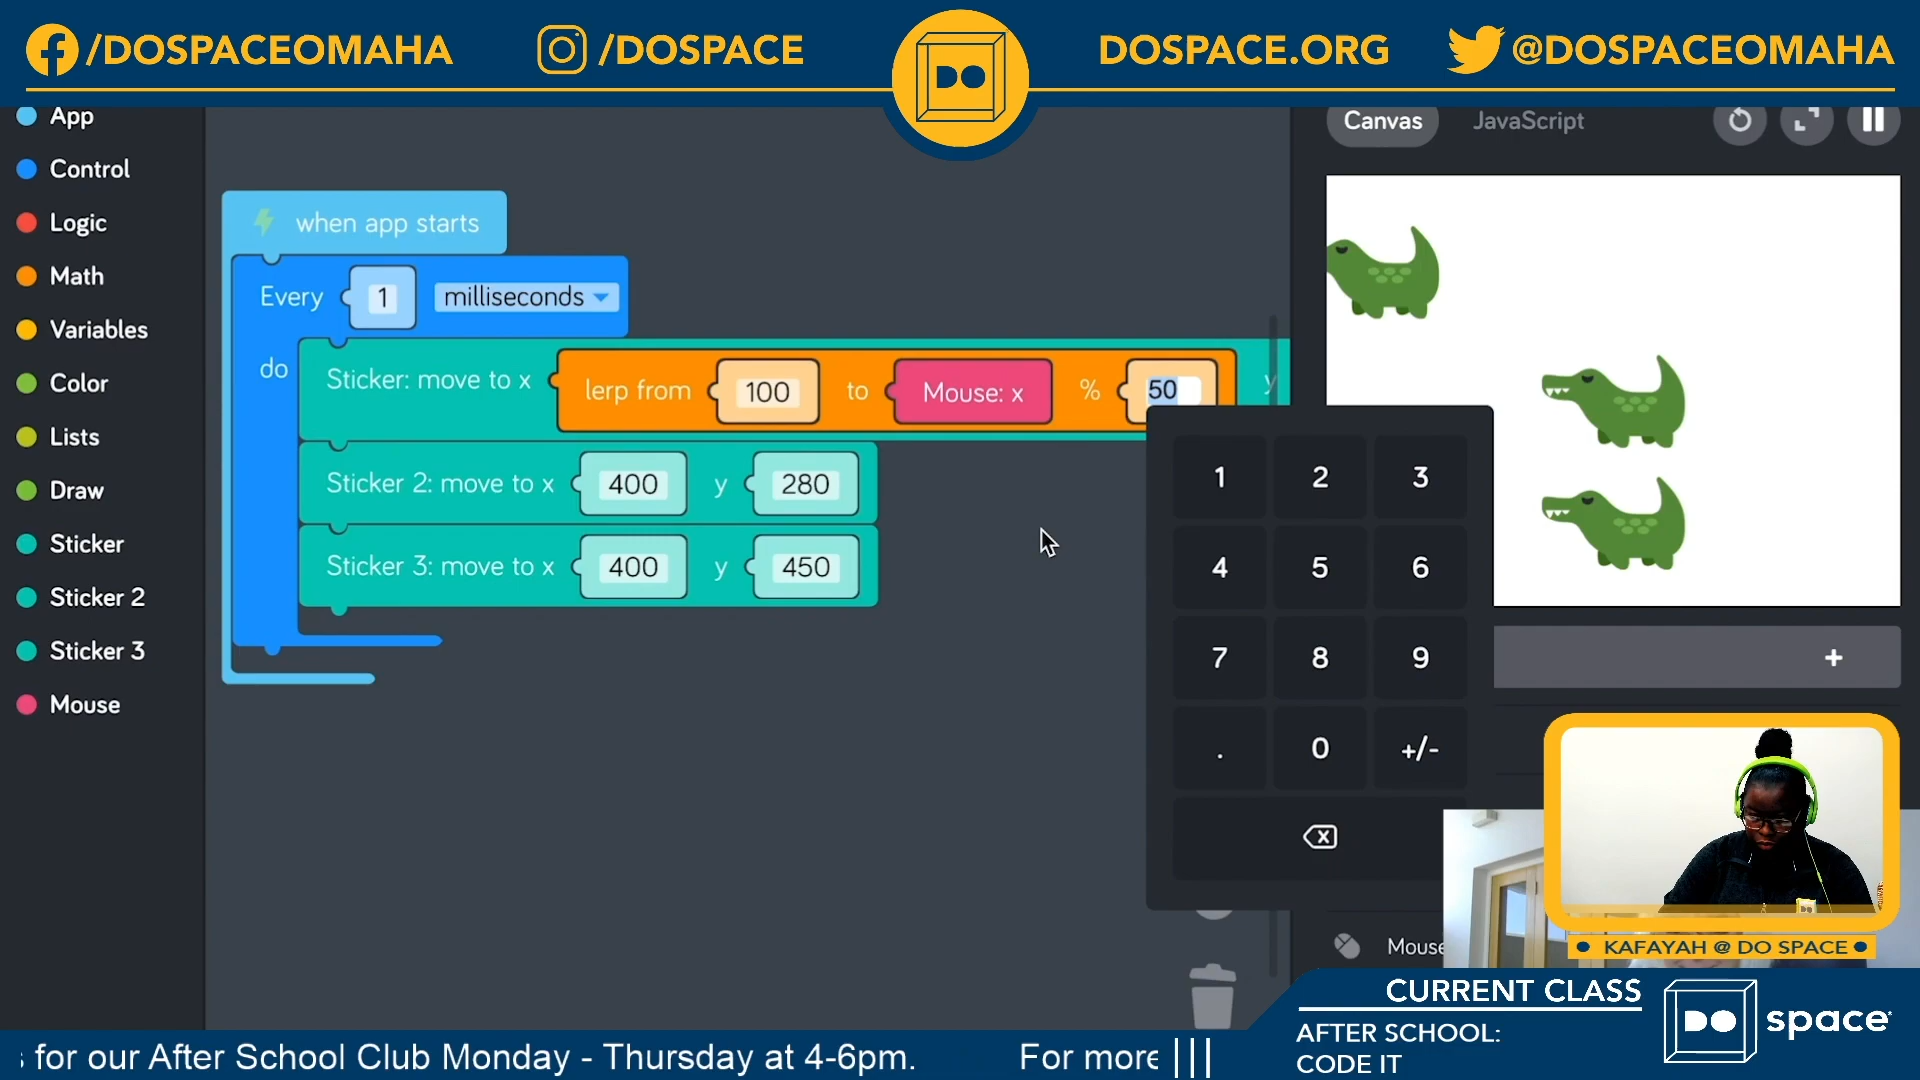 /DOSPACEOMAHA
/DOSPACE
DO
DOSPACE.ORG
@DOSPACEOMAHA
App
Control
Logic
Math
Variables
Color
Lists
Draw
Sticker
Sticker 2
Sticker 3
Mouse
when app starts
Every 1 milliseconds
do
Sticker: move to x lerp from 100 to Mouse: x % 50 y
Sticker 2: move to x 400 y 280
Sticker 3: move to x 400 y 450
Canvas JavaScript
1 2 3
4 5 6
7 8 9
. 0 +/-
+
Mouse
KAFAYAH @ DO SPACE
CURRENT CLASS
AFTER SCHOOL:
CODE IT
DO space
for our After School Club Monday - Thursday at 4-6pm. For more